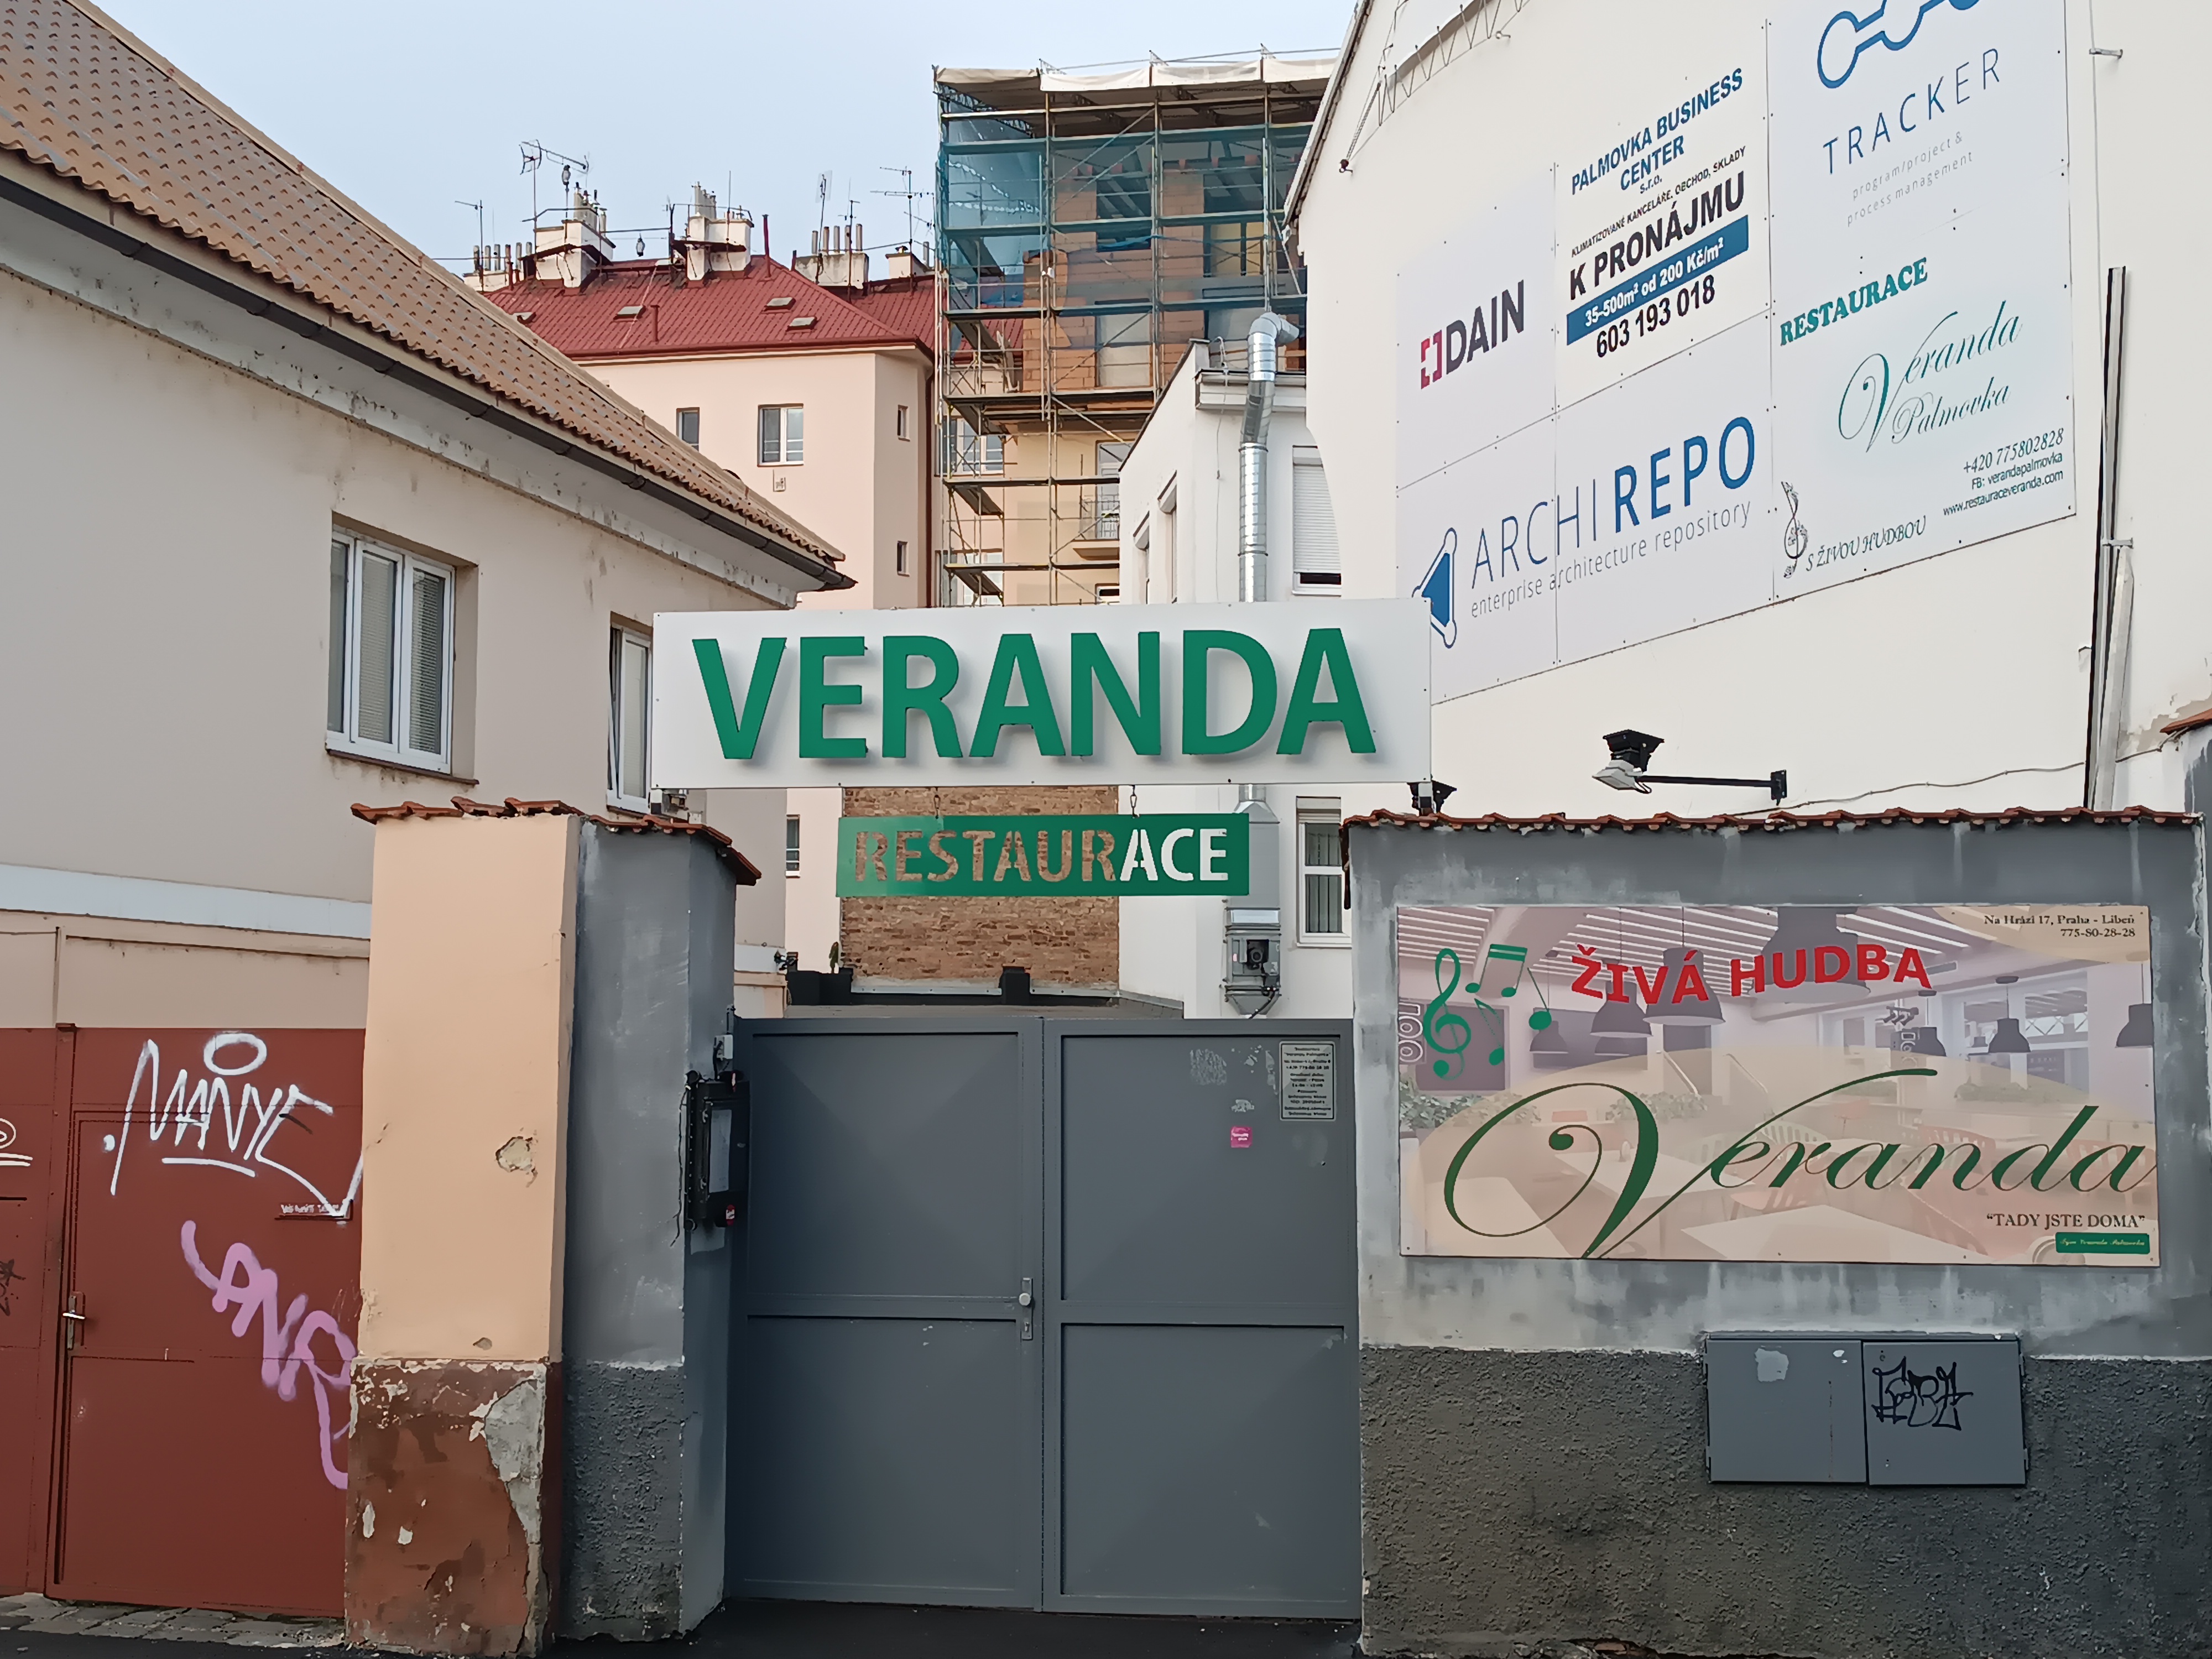 TRACKER
program/project &
process management
PALMOVKA BUSINESS
CENTER
s.r.o.
KLIMATIZOVANÉ KANCELÁŘE, OBCHOD, SKLADY
K PRONÁJMU
35-500m² od 200 Kč/m²
603 193 018
DAIN
RESTAURACE
Veranda
Palmovka
+420 775802828
FB: verandapalmovka
www.restauraceveranda.com
S ŽIVOU HUDBOU
ARCHIREPO
enterprise architecture repository
VERANDA
RESTAURACE
Na Hrázi 17, Praha - Libeň
775-80-28-28
ŽIVÁ HUDBA
Veranda
"TADY JSTE DOMA"